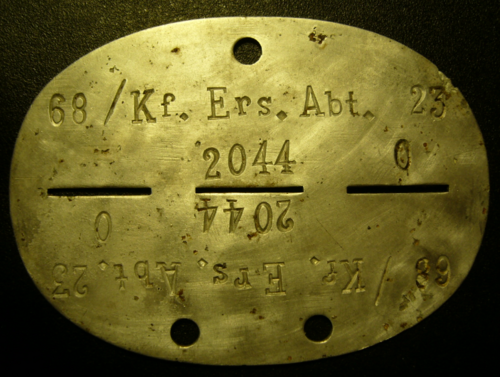 68 / Kf. Ers. Abt. 23
2044 0
0 2044
68 / Kf. Ers. Abt. 23